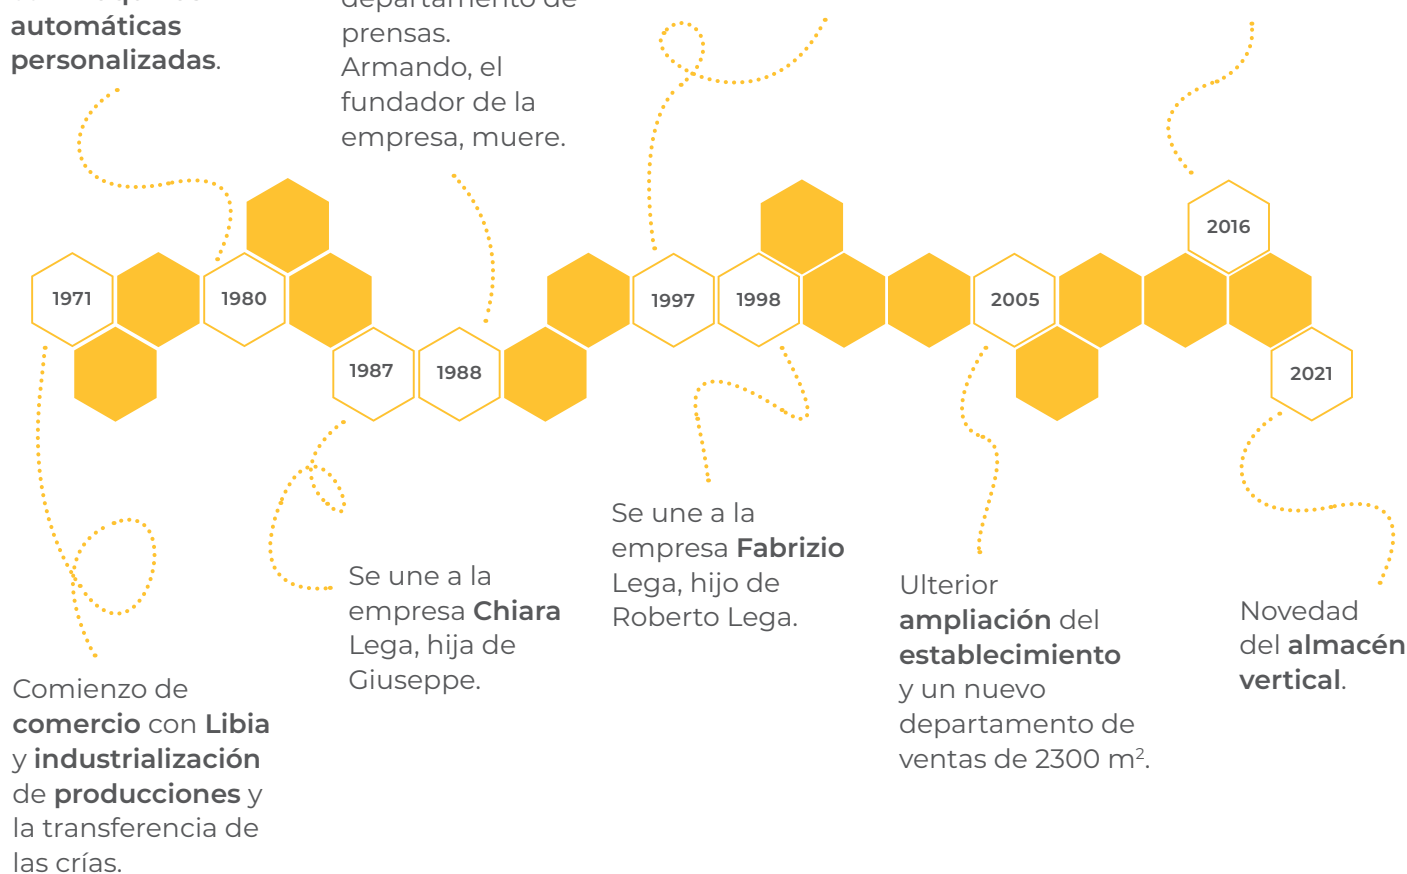 automáticas
personalizadas.
departamento de
prensas.
Armando, el
fundador de la
empresa, muere.
1971
1980
1987
1988
1997
1998
2005
2016
2021
Comienzo de
comercio con Libia
y industrialización
de producciones y
la transferencia de
las crías.
Se une a la
empresa Chiara
Lega, hija de
Giuseppe.
Se une a la
empresa Fabrizio
Lega, hijo de
Roberto Lega.
Ulterior
ampliación del
establecimiento
y un nuevo
departamento de
ventas de 2300 m².
Novedad
del almacén
vertical.